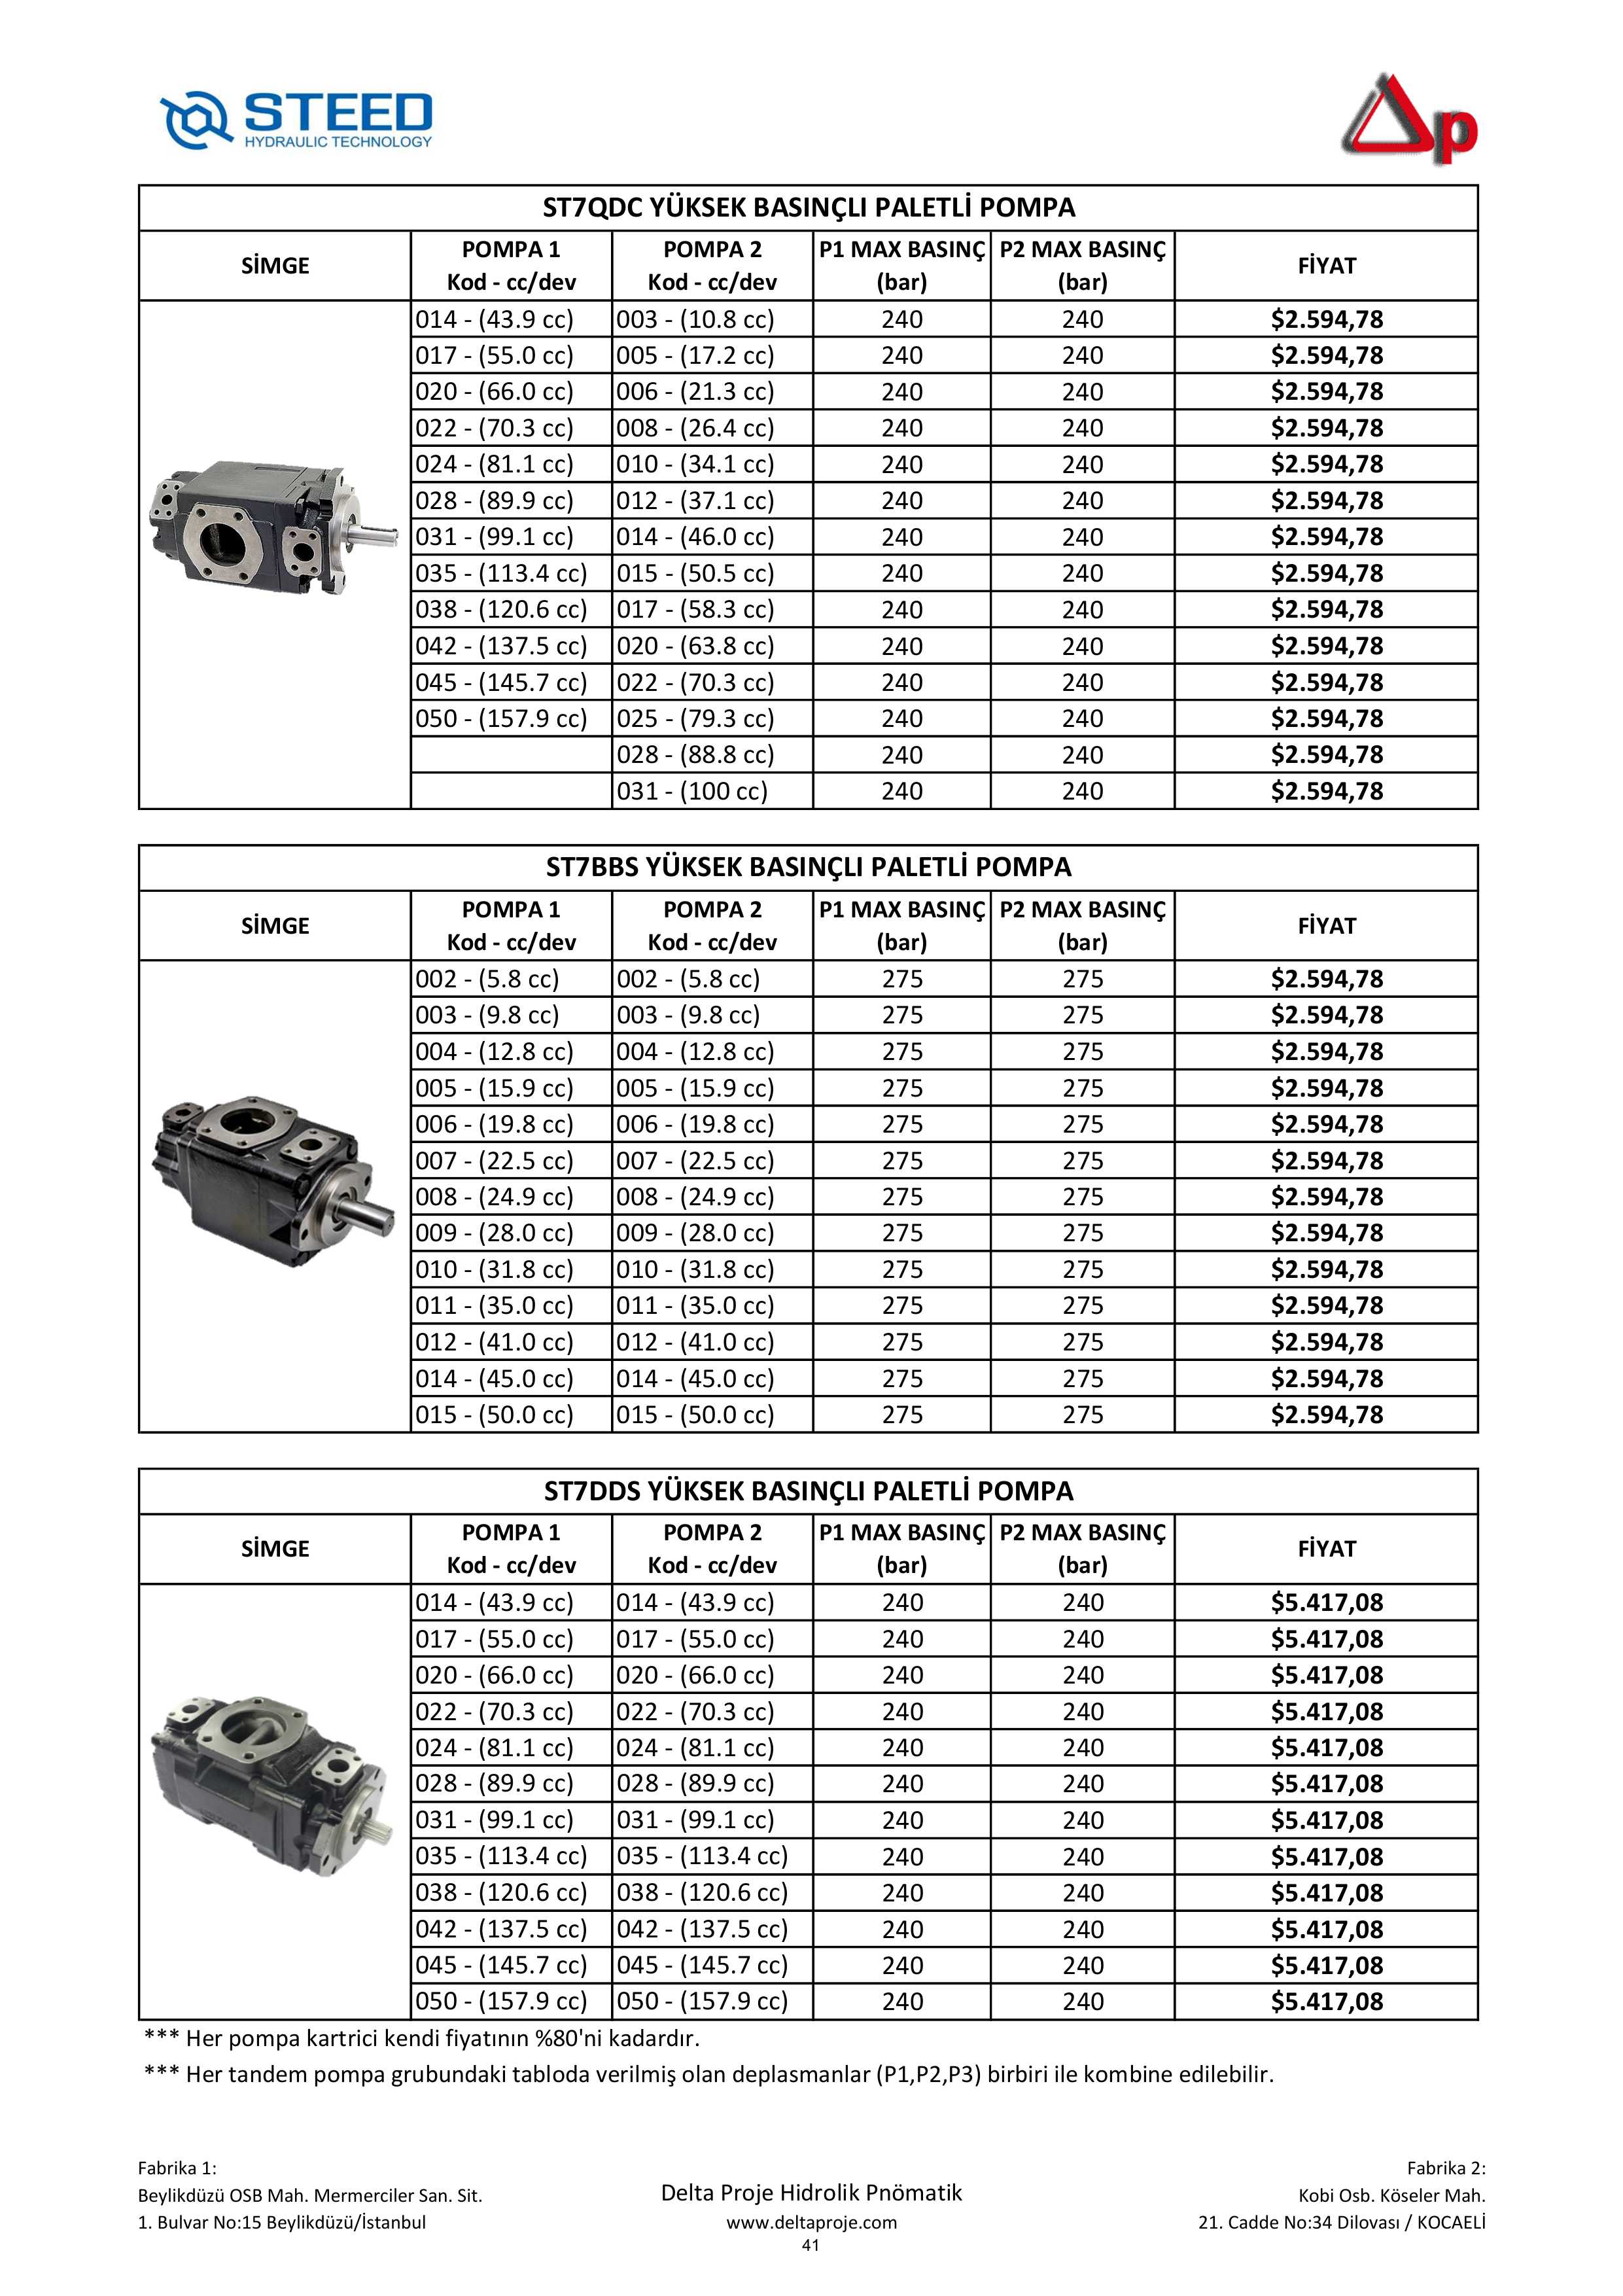 STEED
HYDRAULIC TECHNOLOGY
p
ST7QDC YÜKSEK BASINÇLI PALETLİ POMPA
SİMGE POMPA 1 Kod - cc/dev POMPA 2 Kod - cc/dev P1 MAX BASINÇ (bar) P2 MAX BASINÇ (bar) FİYAT
014 - (43.9 cc) 003 - (10.8 cc) 240 240 $2.594,78
017 - (55.0 cc) 005 - (17.2 cc) 240 240 $2.594,78
020 - (66.0 cc) 006 - (21.3 cc) 240 240 $2.594,78
022 - (70.3 cc) 008 - (26.4 cc) 240 240 $2.594,78
024 - (81.1 cc) 010 - (34.1 cc) 240 240 $2.594,78
028 - (89.9 cc) 012 - (37.1 cc) 240 240 $2.594,78
031 - (99.1 cc) 014 - (46.0 cc) 240 240 $2.594,78
035 - (113.4 cc) 015 - (50.5 cc) 240 240 $2.594,78
038 - (120.6 cc) 017 - (58.3 cc) 240 240 $2.594,78
042 - (137.5 cc) 020 - (63.8 cc) 240 240 $2.594,78
045 - (145.7 cc) 022 - (70.3 cc) 240 240 $2.594,78
050 - (157.9 cc) 025 - (79.3 cc) 240 240 $2.594,78
028 - (88.8 cc) 240 240 $2.594,78
031 - (100 cc) 240 240 $2.594,78
ST7BBS YÜKSEK BASINÇLI PALETLİ POMPA
SİMGE POMPA 1 Kod - cc/dev POMPA 2 Kod - cc/dev P1 MAX BASINÇ (bar) P2 MAX BASINÇ (bar) FİYAT
002 - (5.8 cc) 002 - (5.8 cc) 275 275 $2.594,78
003 - (9.8 cc) 003 - (9.8 cc) 275 275 $2.594,78
004 - (12.8 cc) 004 - (12.8 cc) 275 275 $2.594,78
005 - (15.9 cc) 005 - (15.9 cc) 275 275 $2.594,78
006 - (19.8 cc) 006 - (19.8 cc) 275 275 $2.594,78
007 - (22.5 cc) 007 - (22.5 cc) 275 275 $2.594,78
008 - (24.9 cc) 008 - (24.9 cc) 275 275 $2.594,78
009 - (28.0 cc) 009 - (28.0 cc) 275 275 $2.594,78
010 - (31.8 cc) 010 - (31.8 cc) 275 275 $2.594,78
011 - (35.0 cc) 011 - (35.0 cc) 275 275 $2.594,78
012 - (41.0 cc) 012 - (41.0 cc) 275 275 $2.594,78
014 - (45.0 cc) 014 - (45.0 cc) 275 275 $2.594,78
015 - (50.0 cc) 015 - (50.0 cc) 275 275 $2.594,78
ST7DDS YÜKSEK BASINÇLI PALETLİ POMPA
SİMGE POMPA 1 Kod - cc/dev POMPA 2 Kod - cc/dev P1 MAX BASINÇ (bar) P2 MAX BASINÇ (bar) FİYAT
014 - (43.9 cc) 014 - (43.9 cc) 240 240 $5.417,08
017 - (55.0 cc) 017 - (55.0 cc) 240 240 $5.417,08
020 - (66.0 cc) 020 - (66.0 cc) 240 240 $5.417,08
022 - (70.3 cc) 022 - (70.3 cc) 240 240 $5.417,08
024 - (81.1 cc) 024 - (81.1 cc) 240 240 $5.417,08
028 - (89.9 cc) 028 - (89.9 cc) 240 240 $5.417,08
031 - (99.1 cc) 031 - (99.1 cc) 240 240 $5.417,08
035 - (113.4 cc) 035 - (113.4 cc) 240 240 $5.417,08
038 - (120.6 cc) 038 - (120.6 cc) 240 240 $5.417,08
042 - (137.5 cc) 042 - (137.5 cc) 240 240 $5.417,08
045 - (145.7 cc) 045 - (145.7 cc) 240 240 $5.417,08
050 - (157.9 cc) 050 - (157.9 cc) 240 240 $5.417,08
*** Her pompa kartrici kendi fiyatının %80'ni kadardır.
*** Her tandem pompa grubundaki tabloda verilmiş olan deplasmanlar (P1,P2,P3) birbiri ile kombine edilebilir.
Fabrika 1:
Beylikdüzü OSB Mah. Mermerciler San. Sit.
1. Bulvar No:15 Beylikdüzü/İstanbul
Delta Proje Hidrolik Pnömatik
www.deltaproje.com
41
Fabrika 2:
Kobi Osb. Köseler Mah.
21. Cadde No:34 Dilovası / KOCAELİ